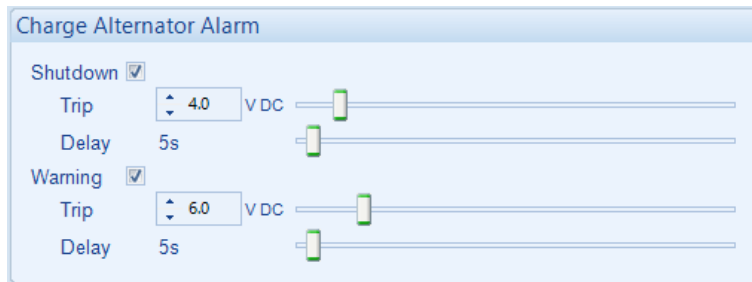 Charge Alternator Alarm
Shutdown
Trip 4.0 V DC
Delay 5s
Warning
Trip 6.0 V DC
Delay 5s